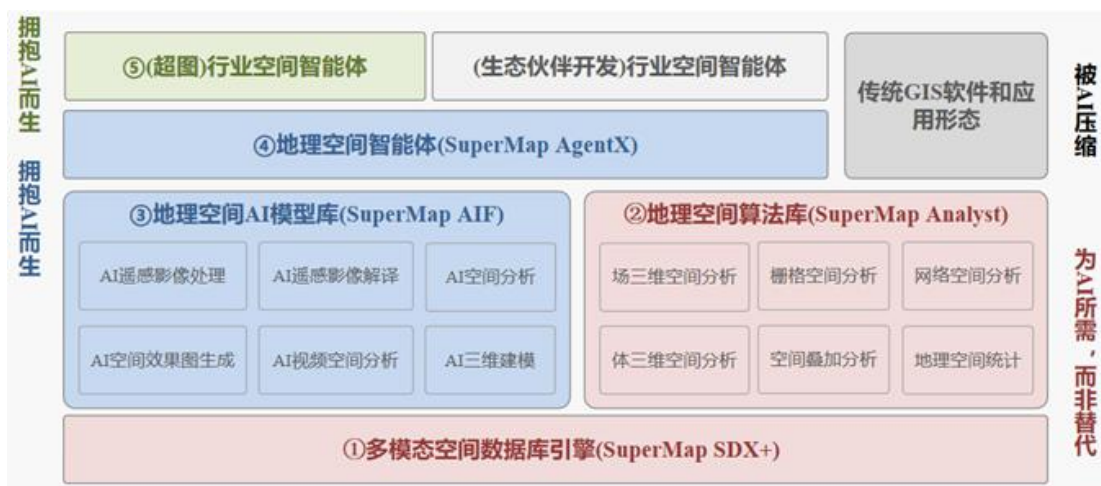 拥抱AI而生
拥抱AI而生
⑤(超图)行业空间智能体
(生态伙伴开发)行业空间智能体
传统GIS软件和应
用形态
被AI压缩
④地理空间智能体(SuperMap AgentX)
③地理空间AI模型库(SuperMap AIF)
AI遥感影像处理
AI遥感影像解译
AI空间分析
AI空间效果图生成
AI视频空间分析
AI三维建模
②地理空间算法库(SuperMap Analyst)
场三维空间分析
栅格空间分析
网络空间分析
体三维空间分析
空间叠加分析
地理空间统计
为AI所需，而非替代
①多模态空间数据库引擎(SuperMap SDX+)